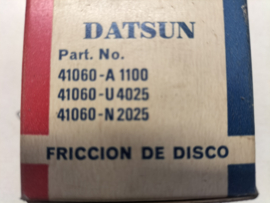 DATSUN
Part. No.
41060-A 1100
41060-U 4025
41060-N 2025
FRICCION DE DISCO